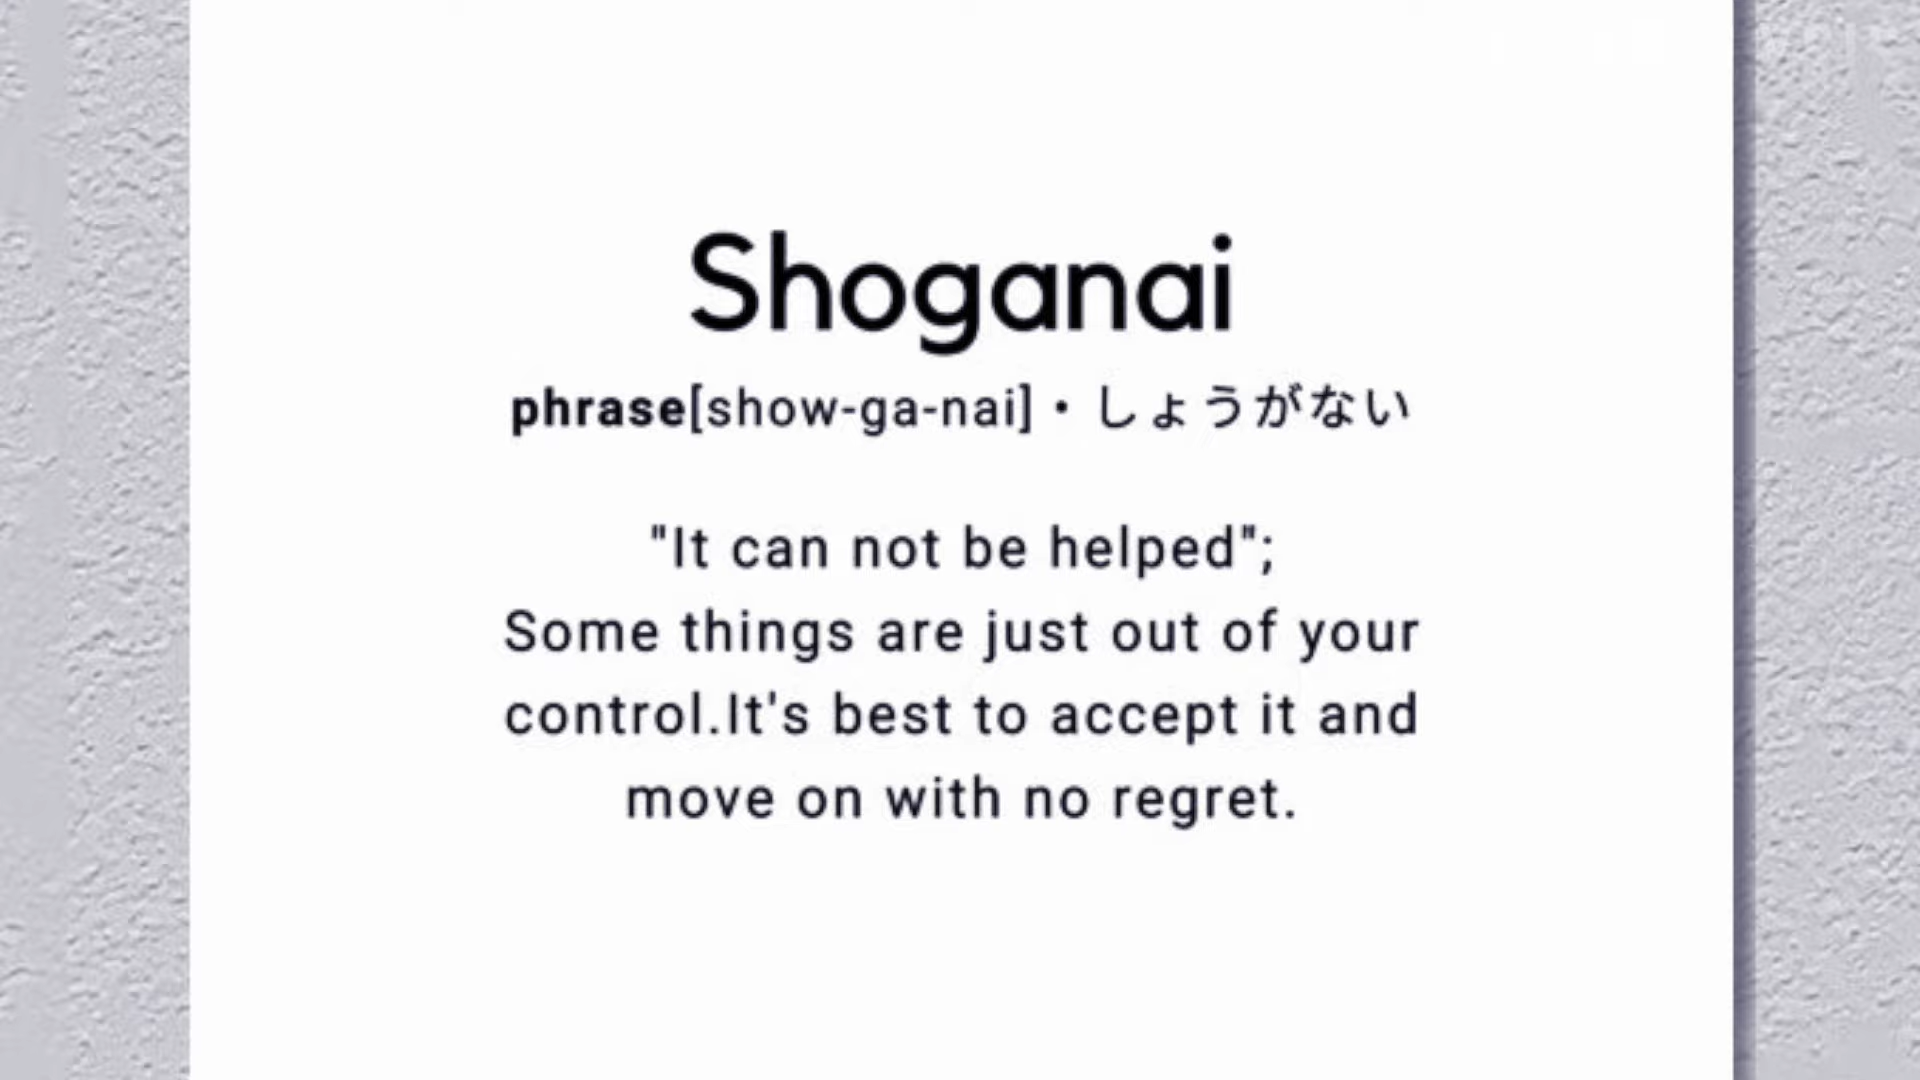 Shoganai
phrase[show-ga-nai]・しょうがない
"It can not be helped";
Some things are just out of your
control.It's best to accept it and
move on with no regret.